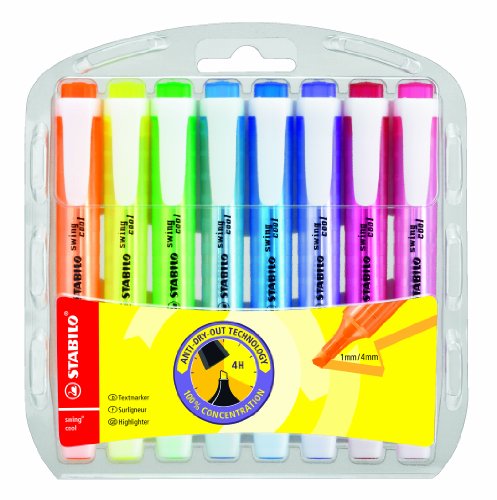 swing cool STABILO
swing cool STABILO
swing cool STABILO
swing cool STABILO
swing cool STABILO
swing cool STABILO
swing cool STABILO
swing cool STABILO
STABILO
swing®
cool
ANTI-DRY-OUT TECHNOLOGY
4H
100% CONCENTRATION
1mm/4mm
D Textmarker
F Surligneur
GB Highlighter